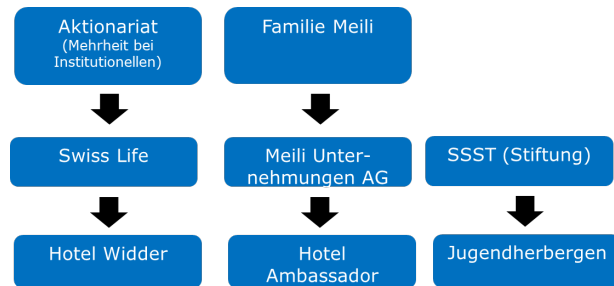 Aktionariat
(Mehrheit bei
Institutionellen)
Familie Meili
Swiss Life
Meili Unter-
nehmungen AG
SSST (Stiftung)
Hotel Widder
Hotel
Ambassador
Jugendherbergen